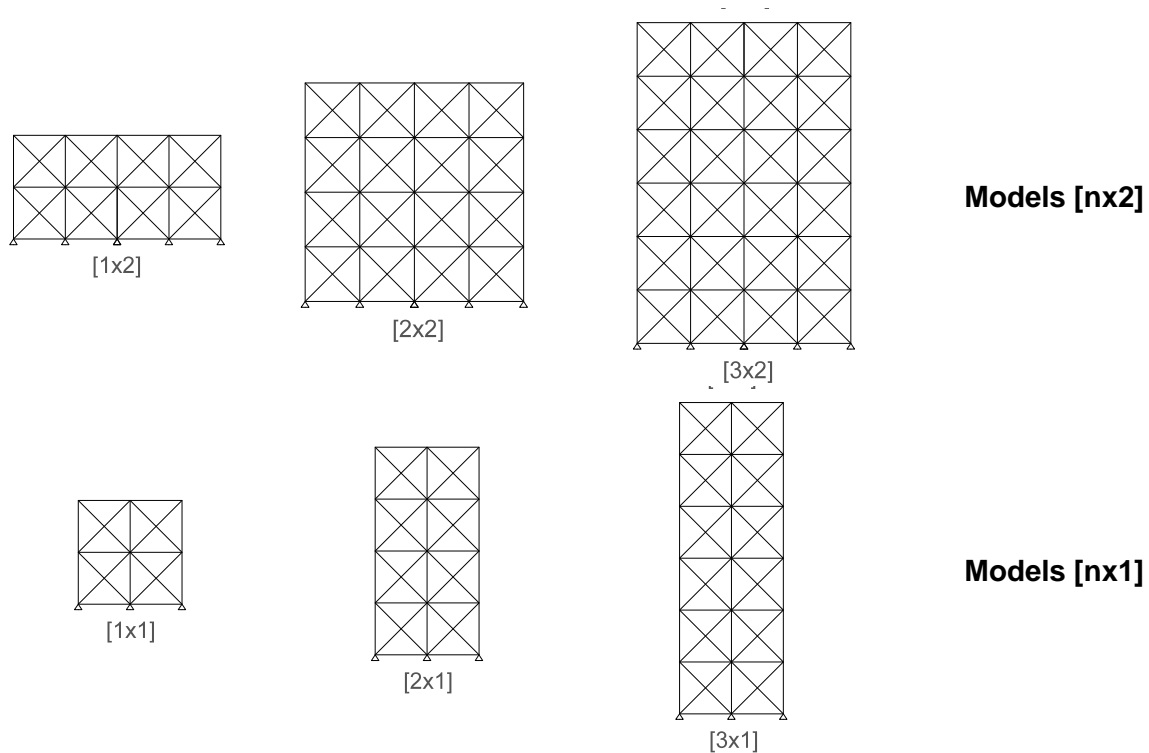 Models [nx2]
[1x2]
[2x2]
[3x2]
Models [nx1]
[1x1]
[2x1]
[3x1]